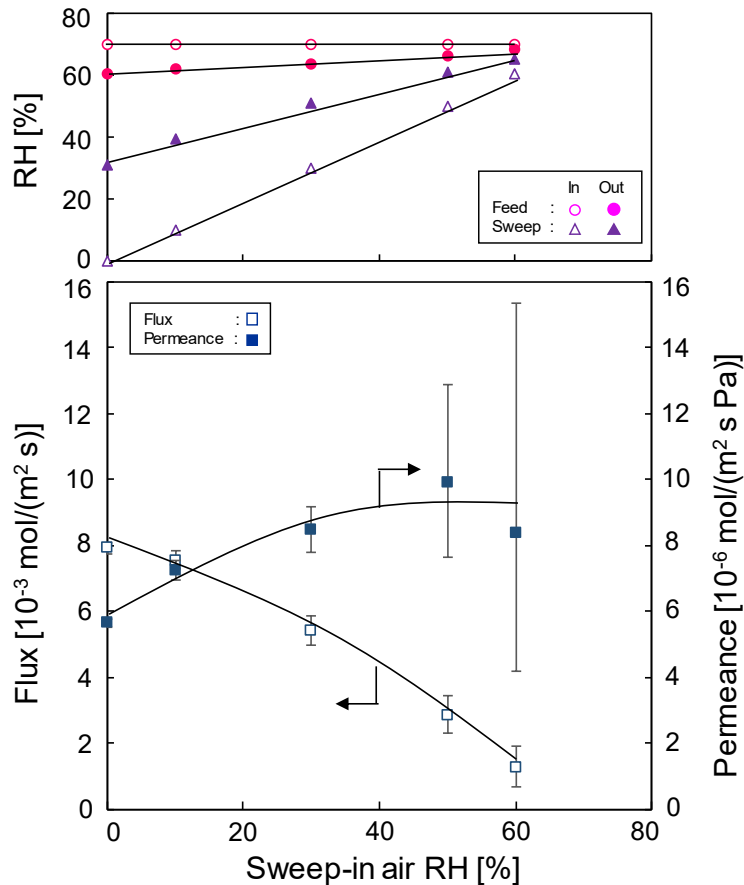 80
60
40
20
0
RH [%]
In Out
Feed :
Sweep :
16
14
12
10
8
6
4
2
0
Flux [10⁻³ mol/(m² s)]
Flux :
Permeance :
16
14
12
10
8
6
4
2
0
Permeance [10⁻⁶ mol/(m² s Pa)]
0 20 40 60 80
Sweep-in air RH [%]